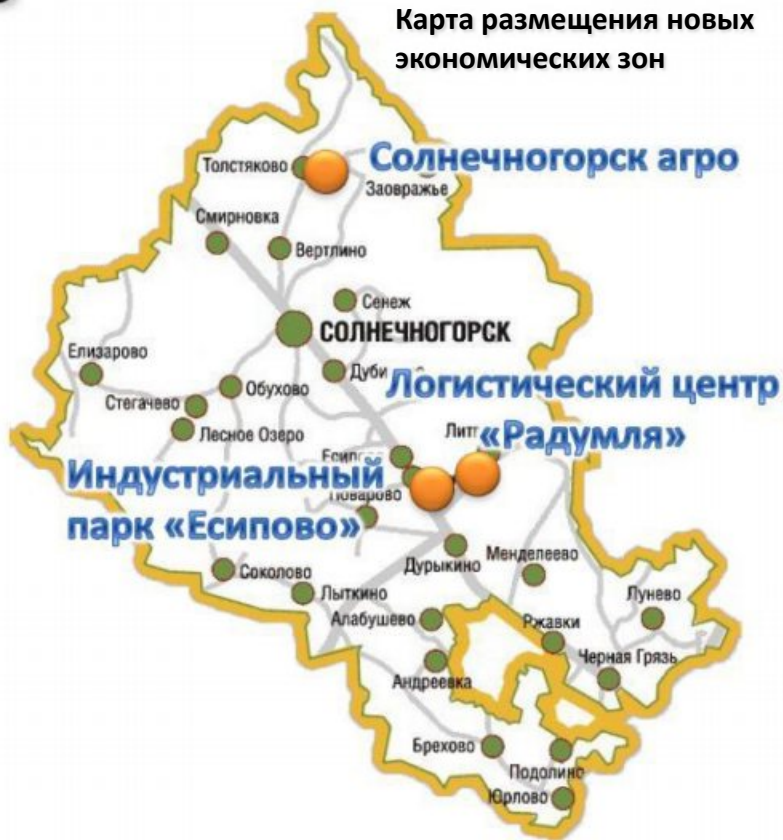 Карта размещения новых
экономических зон
Толстяково
Солнечногорск агро
Заовражье
Смирновка
Вертлино
Сенеж
СОЛНЕЧНОГОРСК
Елизарово
Обухово
Стегачево
Лесное Озеро
Логистический центр
«Радумля»
Индустриальный
парк «Есипово»
Поварово
Дурыкино
Менделеево
Соколово
Лыткино
Лунево
Алабушево
Ржавки
Черная Грязь
Андреевка
Брехово
Подолино
Юрлово